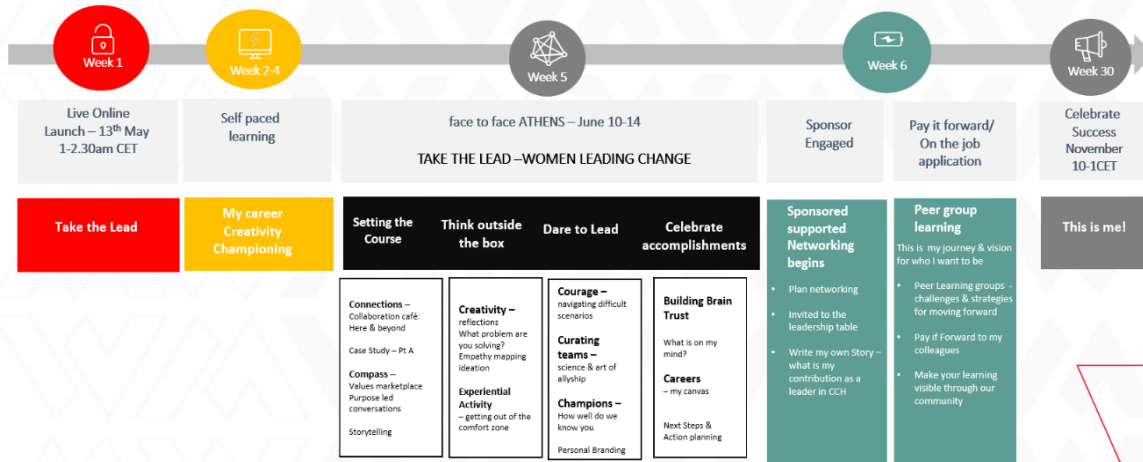 Week 1
Week 2-4
Week 5
Week 6
Week 30
Live Online
Launch – 13th May
1-2.30am CET
Self paced
learning
face to face ATHENS – June 10-14
TAKE THE LEAD –WOMEN LEADING CHANGE
Sponsor
Engaged
Pay it forward/
On the job
application
Celebrate
Success
November
10-1CET
Take the Lead
My career
Creativity
Championing
Setting the
Course
Think outside
the box
Dare to Lead
Celebrate
accomplishments
Connections –
Collaboration café:
Here & beyond
Case Study – Pt A
Compass –
Values marketplace
Purpose led
conversations
Storytelling
Creativity –
reflections
What problem are
you solving?
Empathy mapping
ideation
Experiential
Activity
– getting out of the
comfort zone
Courage –
navigating difficult
scenarios
Curating
teams –
science & art of
allyship
Champions –
How well do we
know you
Personal Branding
Building Brain
Trust
What is on my
mind?
Careers
– my canvas
Next Steps &
Action planning
Sponsored
supported
Networking
begins
• Plan networking
• Invited to the
leadership table
• Write my own Story –
what is my
contribution as a
leader in CCH
Peer group
learning
This is my journey & vision
for who I want to be
• Peer Learning groups -
challenges & strategies
for moving forward
• Pay if Forward to my
colleagues
• Make your learning
visible through our
community
This is me!